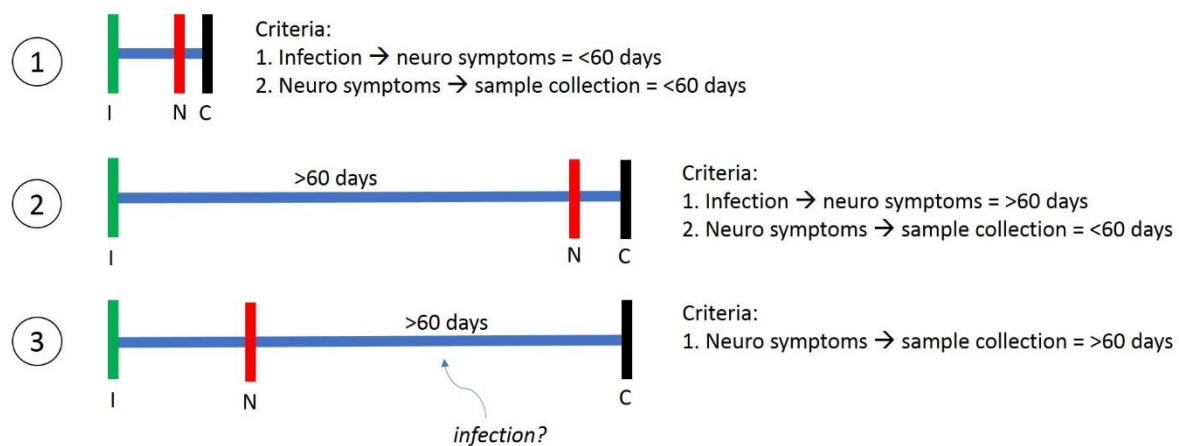 1
Criteria:
1. Infection → neuro symptoms = <60 days
2. Neuro symptoms → sample collection = <60 days
I N C
2
>60 days
I N C
Criteria:
1. Infection → neuro symptoms = >60 days
2. Neuro symptoms → sample collection = <60 days
3
>60 days
I N C
infection?
Criteria:
1. Neuro symptoms → sample collection = >60 days